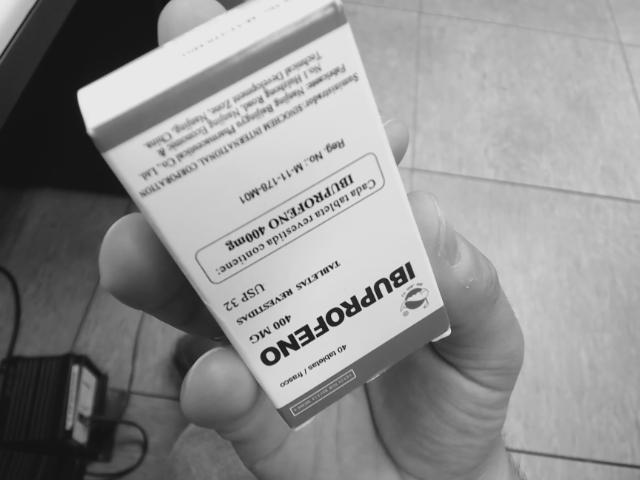 40 tabletas / frasco
IBUPROFENO
400 MG
TABLETAS REVESTIDAS
USP 32
Cada tableta revestida contiene:
IBUPROFENO 400mg
Reg. No.: M-11-178-M01
Suministrador: SINOCHEM INTERNATIONAL CORPORATION
Fabricante: Nanjing Baijingyu Pharmaceutical Co., Ltd.
No.1 Huizhong Road, Nanjing Economic &
Technical Development Zone, Nanjing, China.